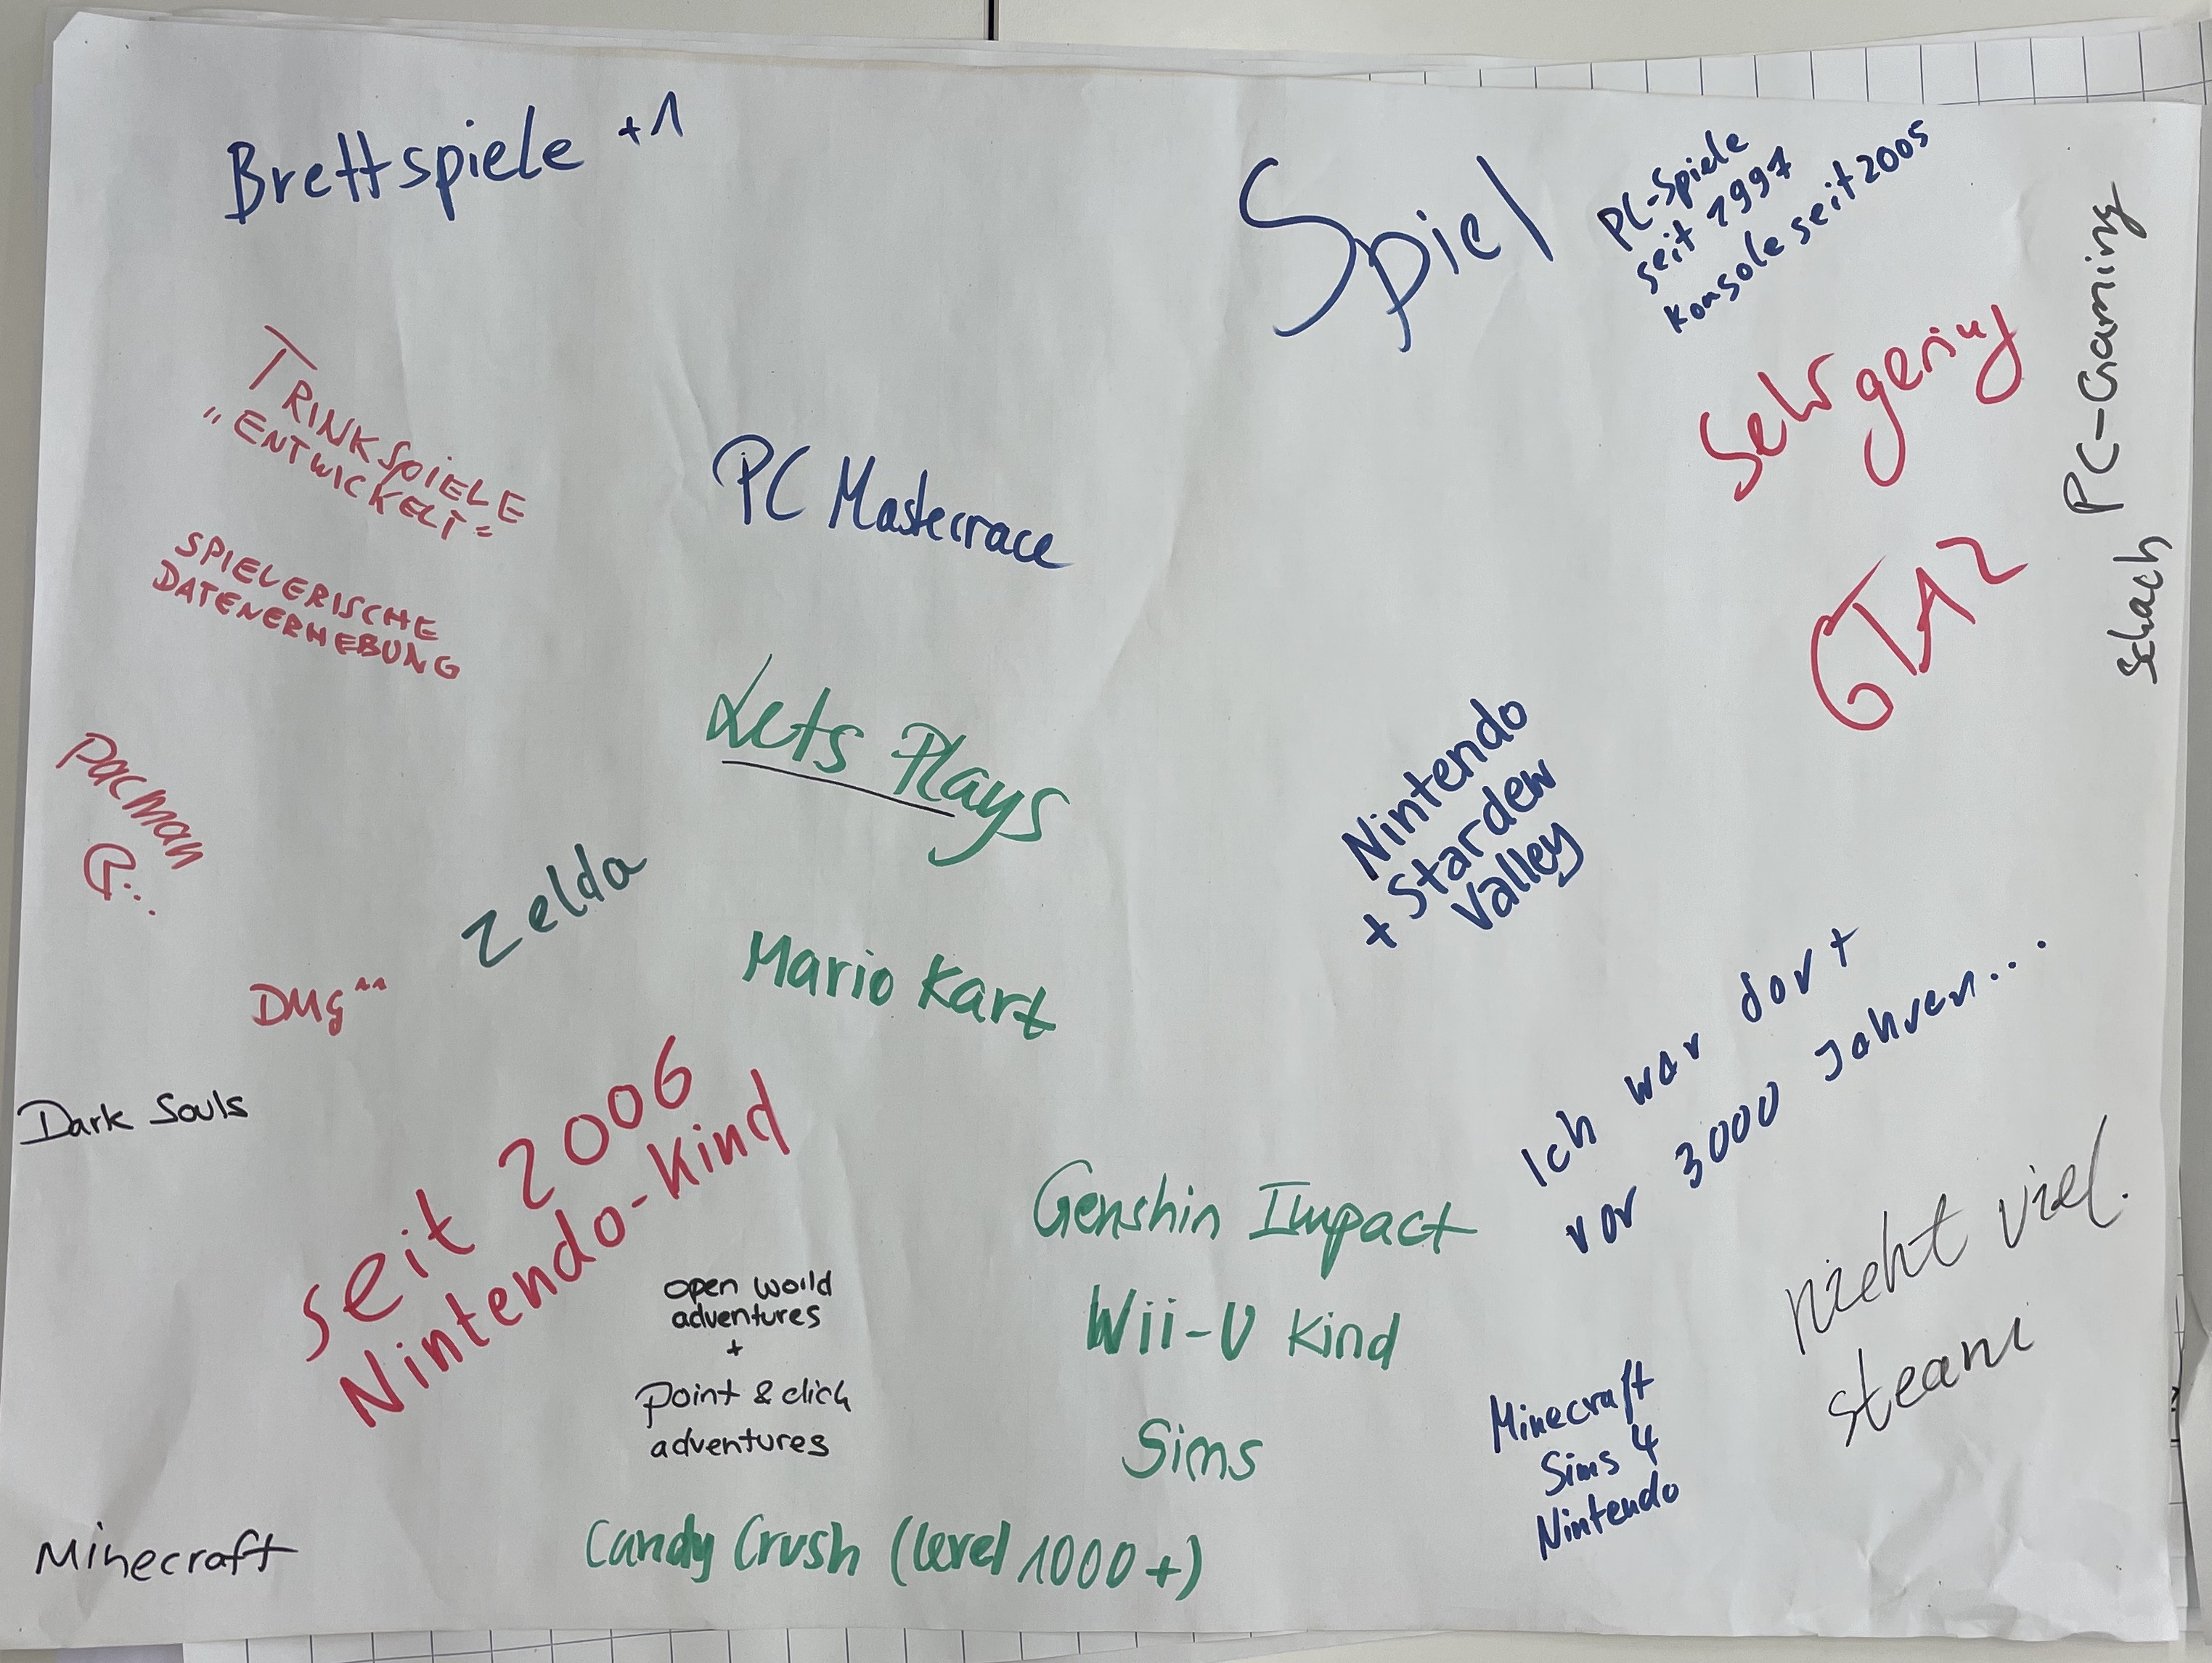 Brettspiele +1
Spiel
PC-Spiele
seit 1997
Konsole seit 2005
PC-Gaming
Schach
Sehr gering
GTA 2
TRINKSPIELE
"ENTWICKELT"
SPIELERISCHE
DATENERHEBUNG
PC Masterrace
Lets Plays
Nintendo
+ Stardew
Valley
Pacman
Zelda
Mario Kart
DMG^^
Dark Souls
seit 2006
Nintendo-Kind
Ich war dort
vor 3000 Jahren...
Genshin Impact
Wii-U Kind
Sims
open world
adventures
+
Point & click
adventures
nicht viel.
steam
Minecraft
Sims 4
Nintendo
Minecraft
Candy Crush (level 1000+)